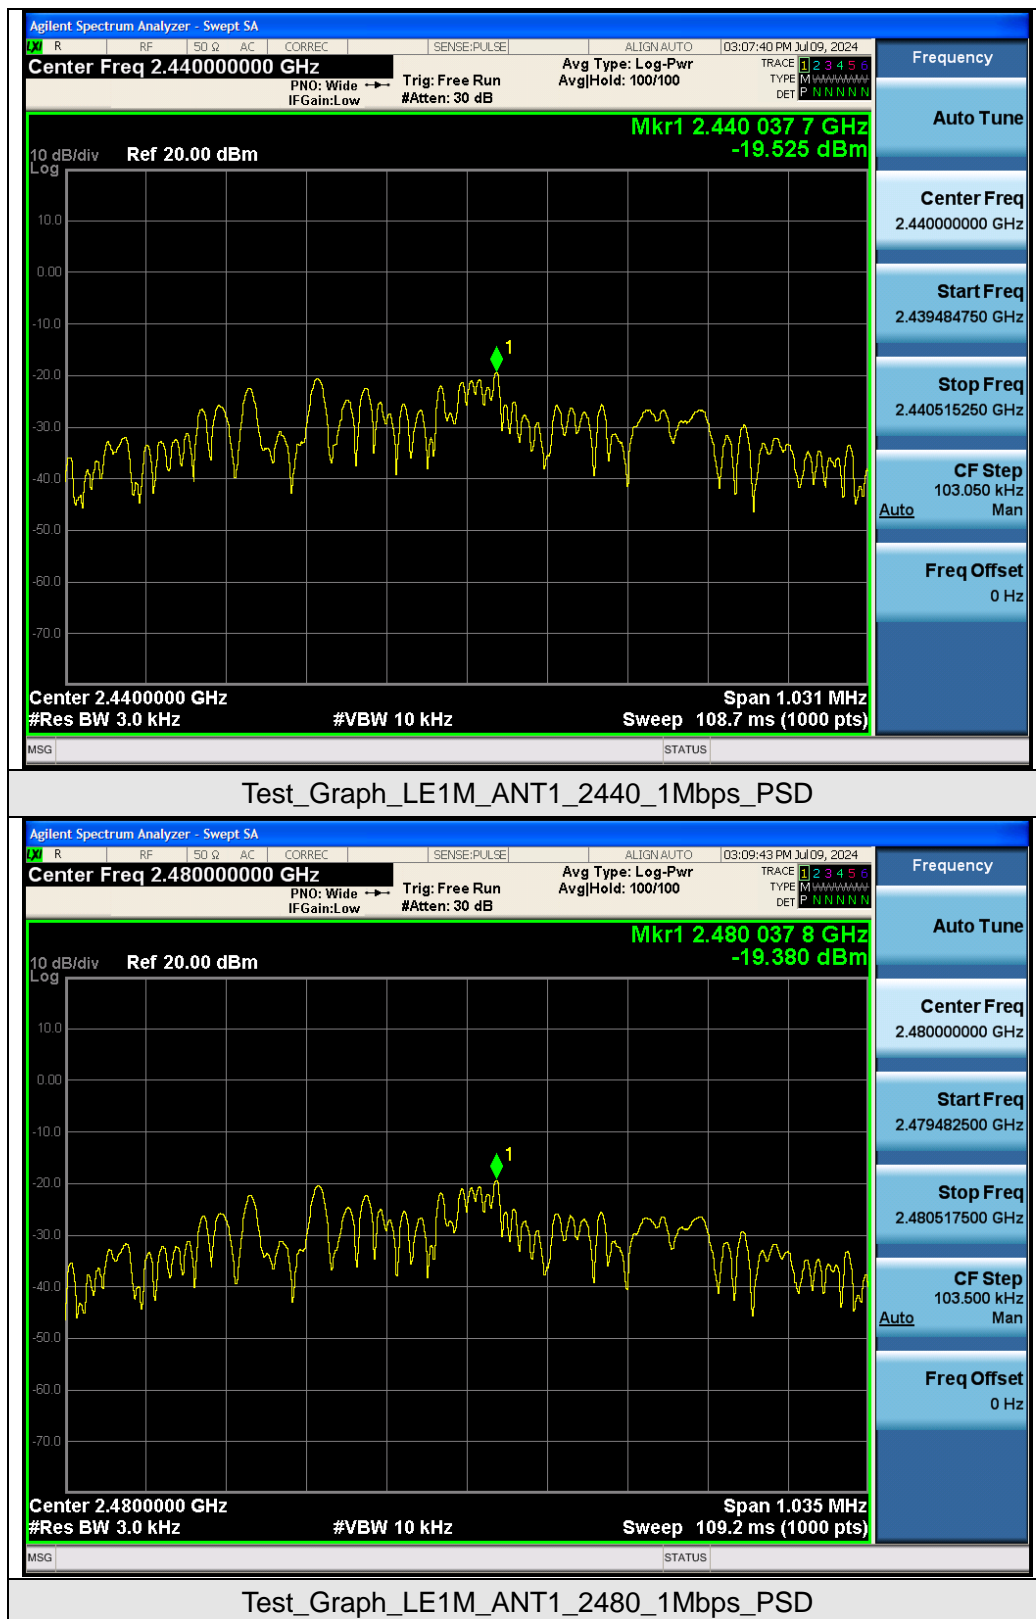 Agilent Spectrum Analyzer - Swept SA
LXI R RF 50 Ω AC CORREC SENSE:PULSE ALIGN AUTO 03:07:40 PM Jul 09, 2024
Center Freq 2.440000000 GHz
PNO: Wide
IFGain:Low
Trig: Free Run
#Atten: 30 dB
Avg Type: Log-Pwr
Avg|Hold: 100/100
TRACE 1 2 3 4 5 6
TYPE M
DET P N N N N N
Mkr1 2.440 037 7 GHz
-19.525 dBm
10 dB/div Ref 20.00 dBm
Log
10.0
0.00
-10.0
-20.0
-30.0
-40.0
-50.0
-60.0
-70.0
1
Center 2.4400000 GHz Span 1.031 MHz
#Res BW 3.0 kHz #VBW 10 kHz Sweep 108.7 ms (1000 pts)
MSG STATUS
Frequency
Auto Tune
Center Freq
2.440000000 GHz
Start Freq
2.439484750 GHz
Stop Freq
2.440515250 GHz
CF Step
103.050 kHz
Auto Man
Freq Offset
0 Hz
Test_Graph_LE1M_ANT1_2440_1Mbps_PSD
Agilent Spectrum Analyzer - Swept SA
LXI R RF 50 Ω AC CORREC SENSE:PULSE ALIGN AUTO 03:09:43 PM Jul 09, 2024
Center Freq 2.480000000 GHz
PNO: Wide
IFGain:Low
Trig: Free Run
#Atten: 30 dB
Avg Type: Log-Pwr
Avg|Hold: 100/100
TRACE 1 2 3 4 5 6
TYPE M
DET P N N N N N
Mkr1 2.480 037 8 GHz
-19.380 dBm
10 dB/div Ref 20.00 dBm
Log
10.0
0.00
-10.0
-20.0
-30.0
-40.0
-50.0
-60.0
-70.0
1
Center 2.4800000 GHz Span 1.035 MHz
#Res BW 3.0 kHz #VBW 10 kHz Sweep 109.2 ms (1000 pts)
MSG STATUS
Frequency
Auto Tune
Center Freq
2.480000000 GHz
Start Freq
2.479482500 GHz
Stop Freq
2.480517500 GHz
CF Step
103.500 kHz
Auto Man
Freq Offset
0 Hz
Test_Graph_LE1M_ANT1_2480_1Mbps_PSD